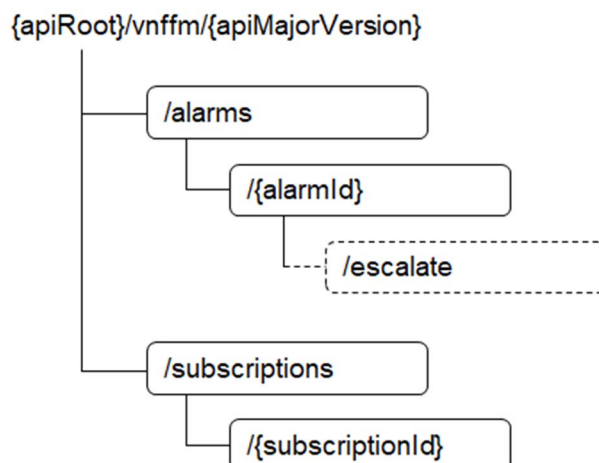 {apiRoot}/vnffm/{apiMajorVersion}
/alarms
/{alarmId}
/escalate
/subscriptions
/{subscriptionId}